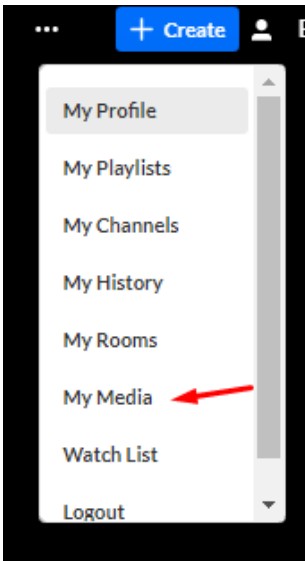 ... + Create
My Profile
My Playlists
My Channels
My History
My Rooms
My Media
Watch List
Logout